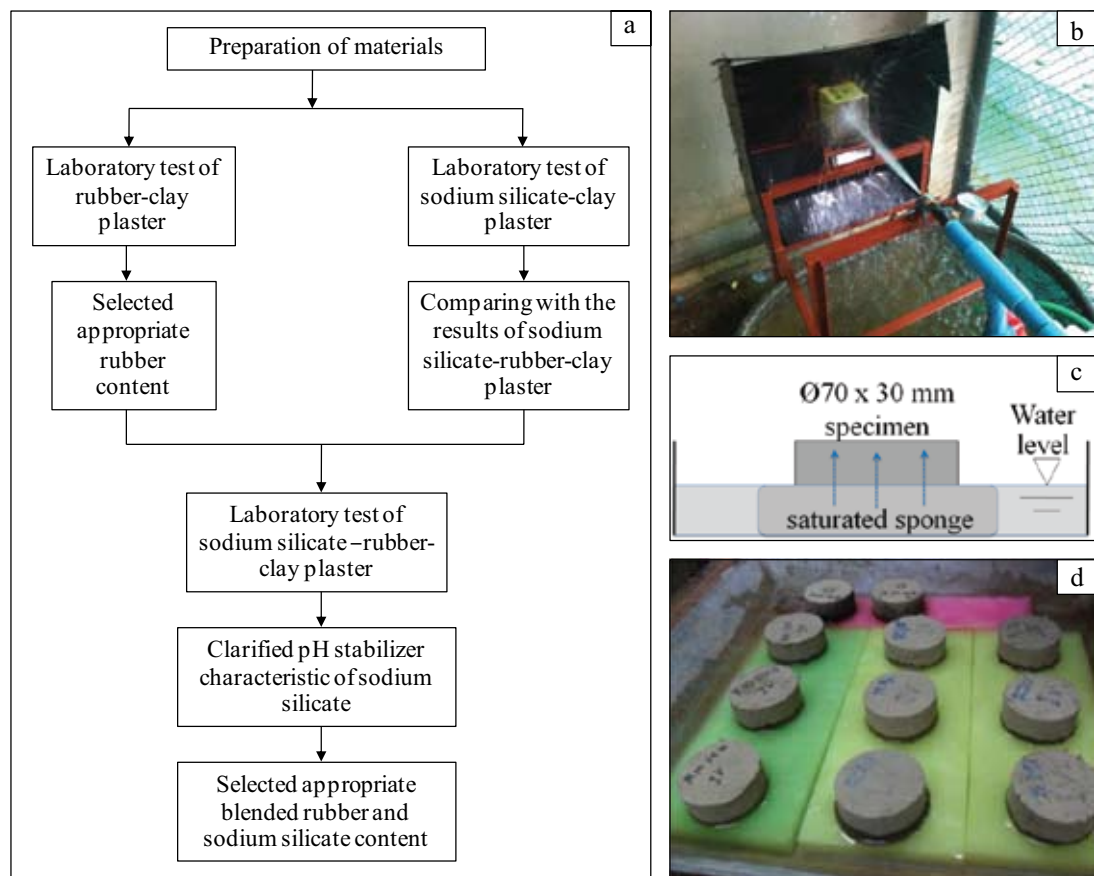 a
Preparation of materials
Laboratory test of
rubber-clay
plaster
Laboratory test of
sodium silicate-clay
plaster
Selected
appropriate
rubber
content
Comparing with the
results of sodium
silicate-rubber-clay
plaster
Laboratory test of
sodium silicate –rubber-
clay plaster
Clarified pH stabilizer
characteristic of sodium
silicate
Selected appropriate
blended rubber and
sodium silicate content
b
c
Ø70 x 30 mm
specimen
Water
level
saturated sponge
d